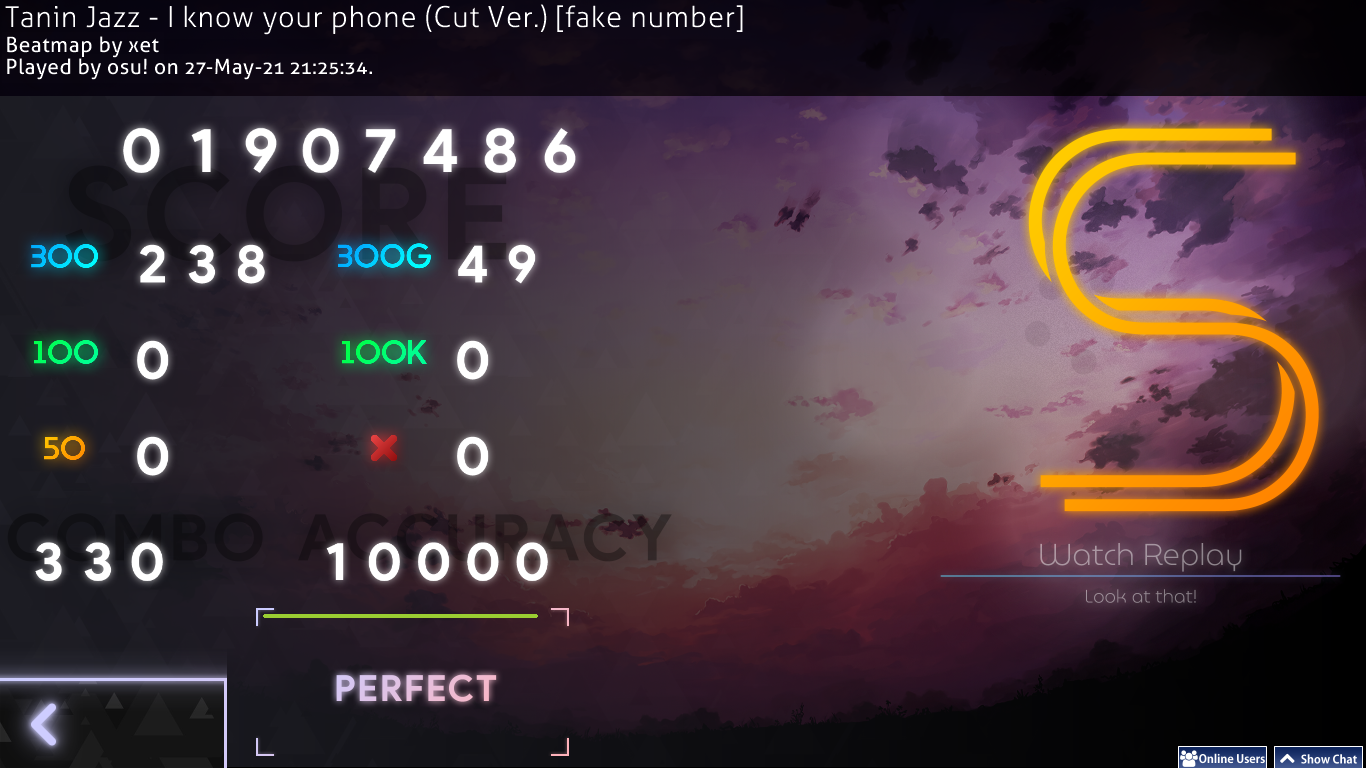 Tanin Jazz - I know your phone (Cut Ver.) [fake number]
Beatmap by xet
Played by osu! on 27-May-21 21:25:34.
01907486
SCORE
300 238 300G 49
100 0 100K 0
50 0 0
COMBO ACCURACY
330 10000
Watch Replay
Look at that!
PERFECT
Online Users Show Chat